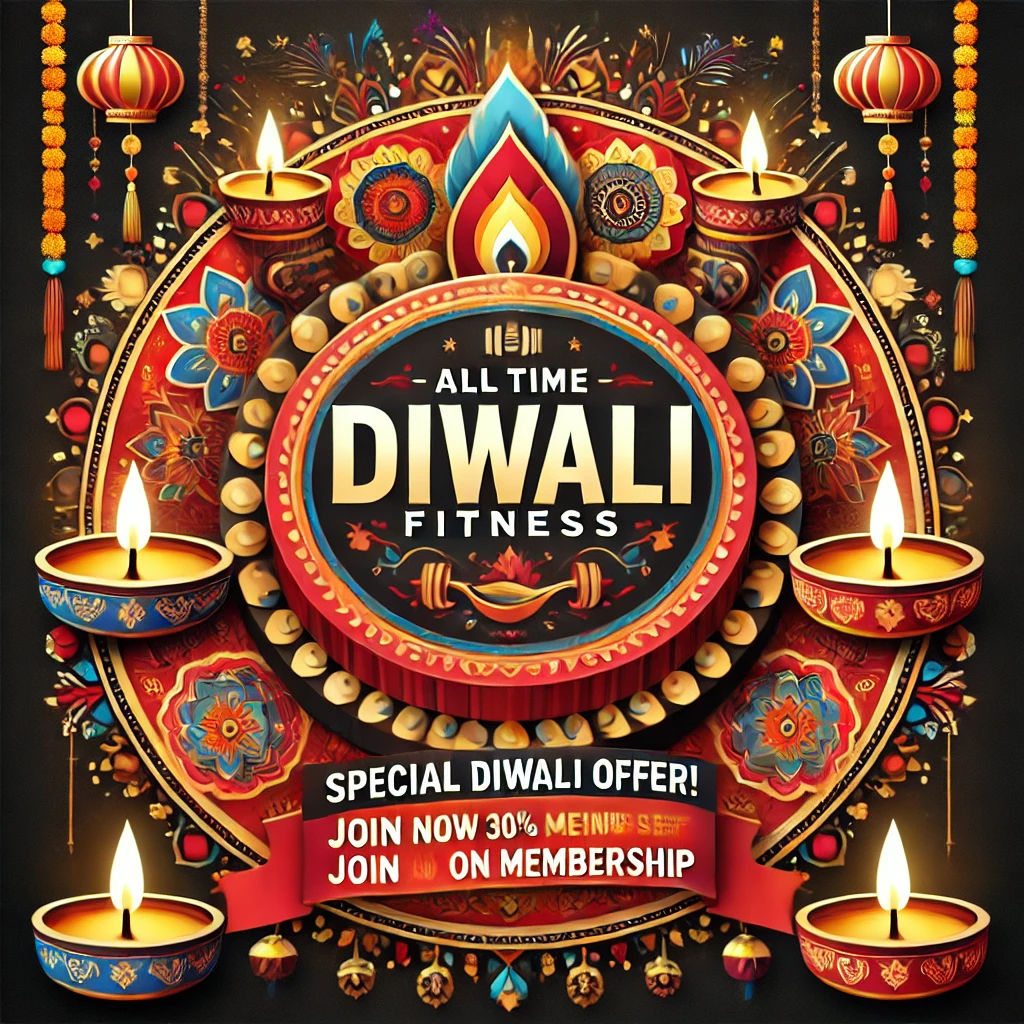 - ALL TIME -
DIWALI
FITNESS
SPECIAL DIWALI OFFER!
JOIN NOW 30%
JOIN ON MEMBERSHIP